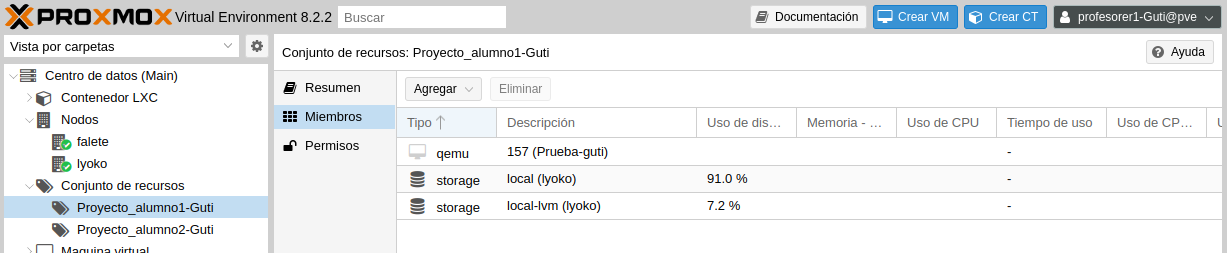 PROXMOX Virtual Environment 8.2.2 Buscar Documentación Crear VM Crear CT profesorer1-Guti@pve
Vista por carpetas
Conjunto de recursos: Proyecto_alumno1-Guti Ayuda
Centro de datos (Main)
Contenedor LXC
Nodos
falete
lyoko
Conjunto de recursos
Proyecto_alumno1-Guti
Proyecto_alumno2-Guti
Maquina virtual
Resumen
Miembros
Permisos
Agregar Eliminar
Tipo Descripción Uso de dis... Memoria - ... Uso de CPU Tiempo de uso Uso de CP... U
qemu 157 (Prueba-guti) -
storage local (lyoko) 91.0 % -
storage local-lvm (lyoko) 7.2 % -